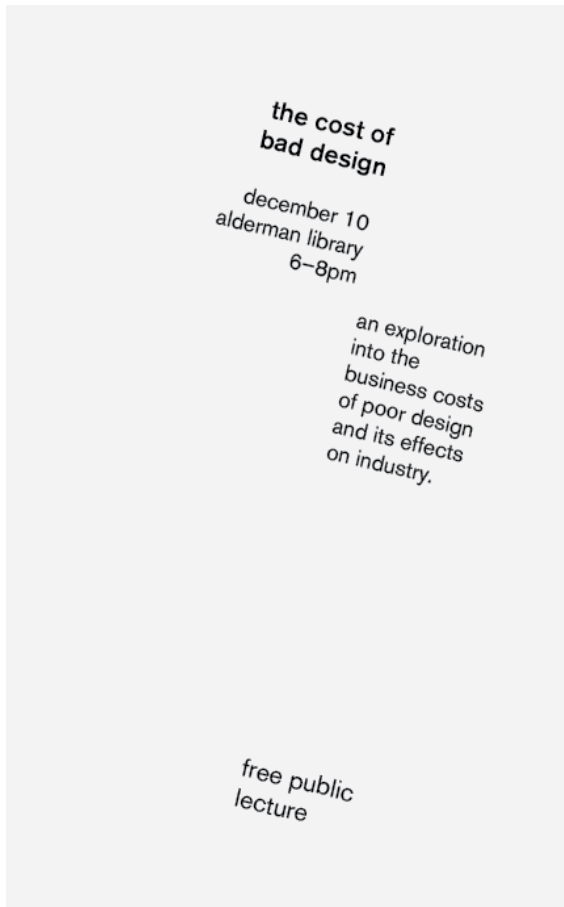 the cost of
bad design
december 10
alderman library
6–8pm
an exploration
into the
business costs
of poor design
and its effects
on industry.
free public
lecture